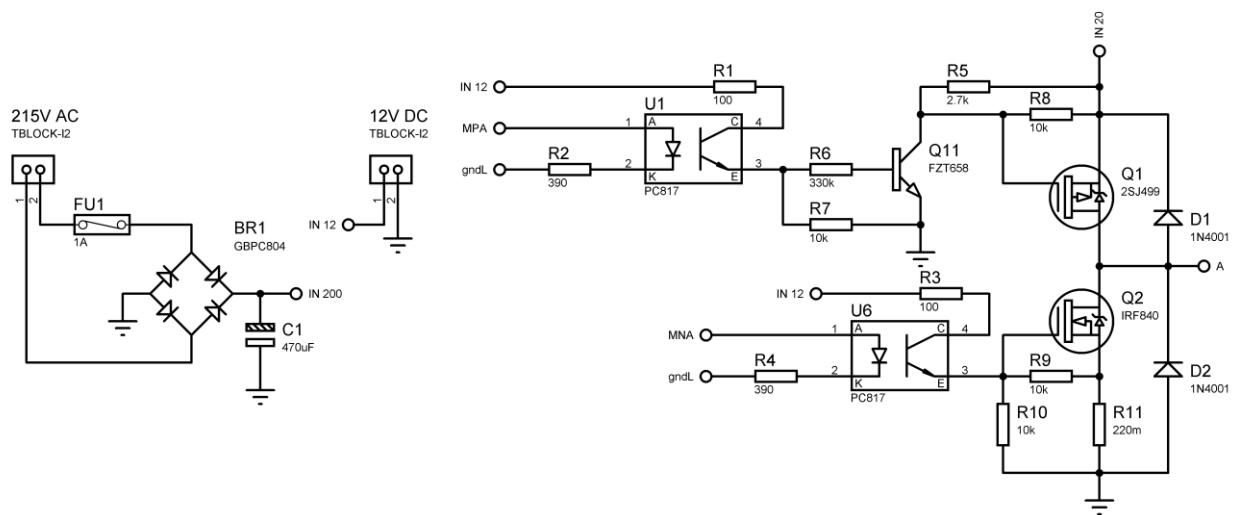 215V AC
TBLOCK-I2
1
2
FU1
1A
BR1
GBPC804
IN 200
C1
470uF
12V DC
TBLOCK-I2
1
2
IN 12
IN 12
R1
100
MPA
gndL
R2
390
U1
1
2
A
K
C
E
4
3
PC817
R6
330k
R7
10k
Q11
FZT658
R5
2.7k
R8
10k
IN 20
Q1
2SJ499
D1
1N4001
A
IN 12
R3
100
MNA
gndL
R4
390
U6
1
2
A
K
C
E
4
3
PC817
Q2
IRF840
R9
10k
R10
10k
R11
220m
D2
1N4001